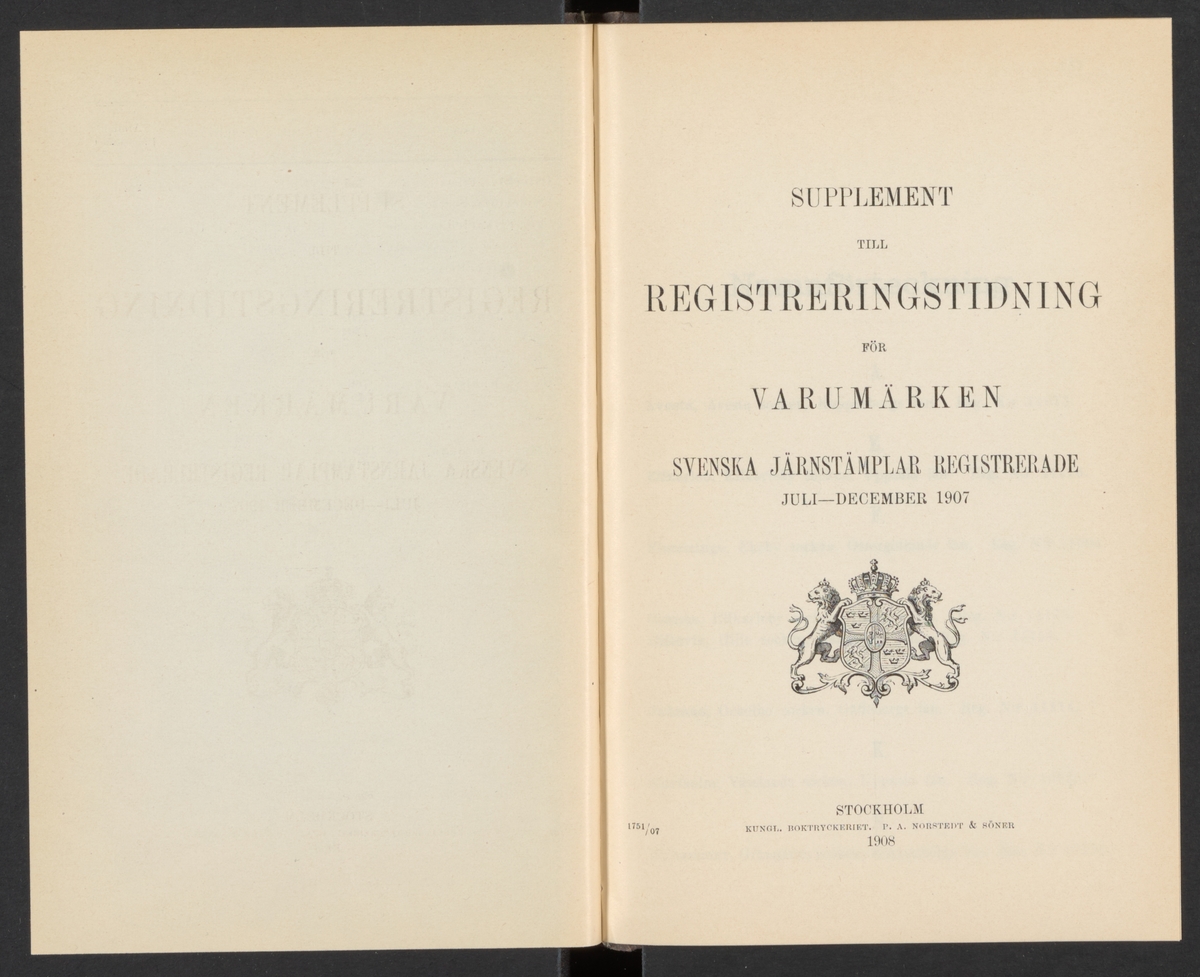 SUPPLEMENT
TILL
REGISTRERINGSTIDNING
FÖR
VARUMÄRKEN
SVENSKA JÄRNSTÄMPLAR REGISTRERADE
JULI—DECEMBER 1907
STOCKHOLM
1751/07 KUNGL. BOKTRYCKERIET. P. A. NORSTEDT & SÖNER
1908